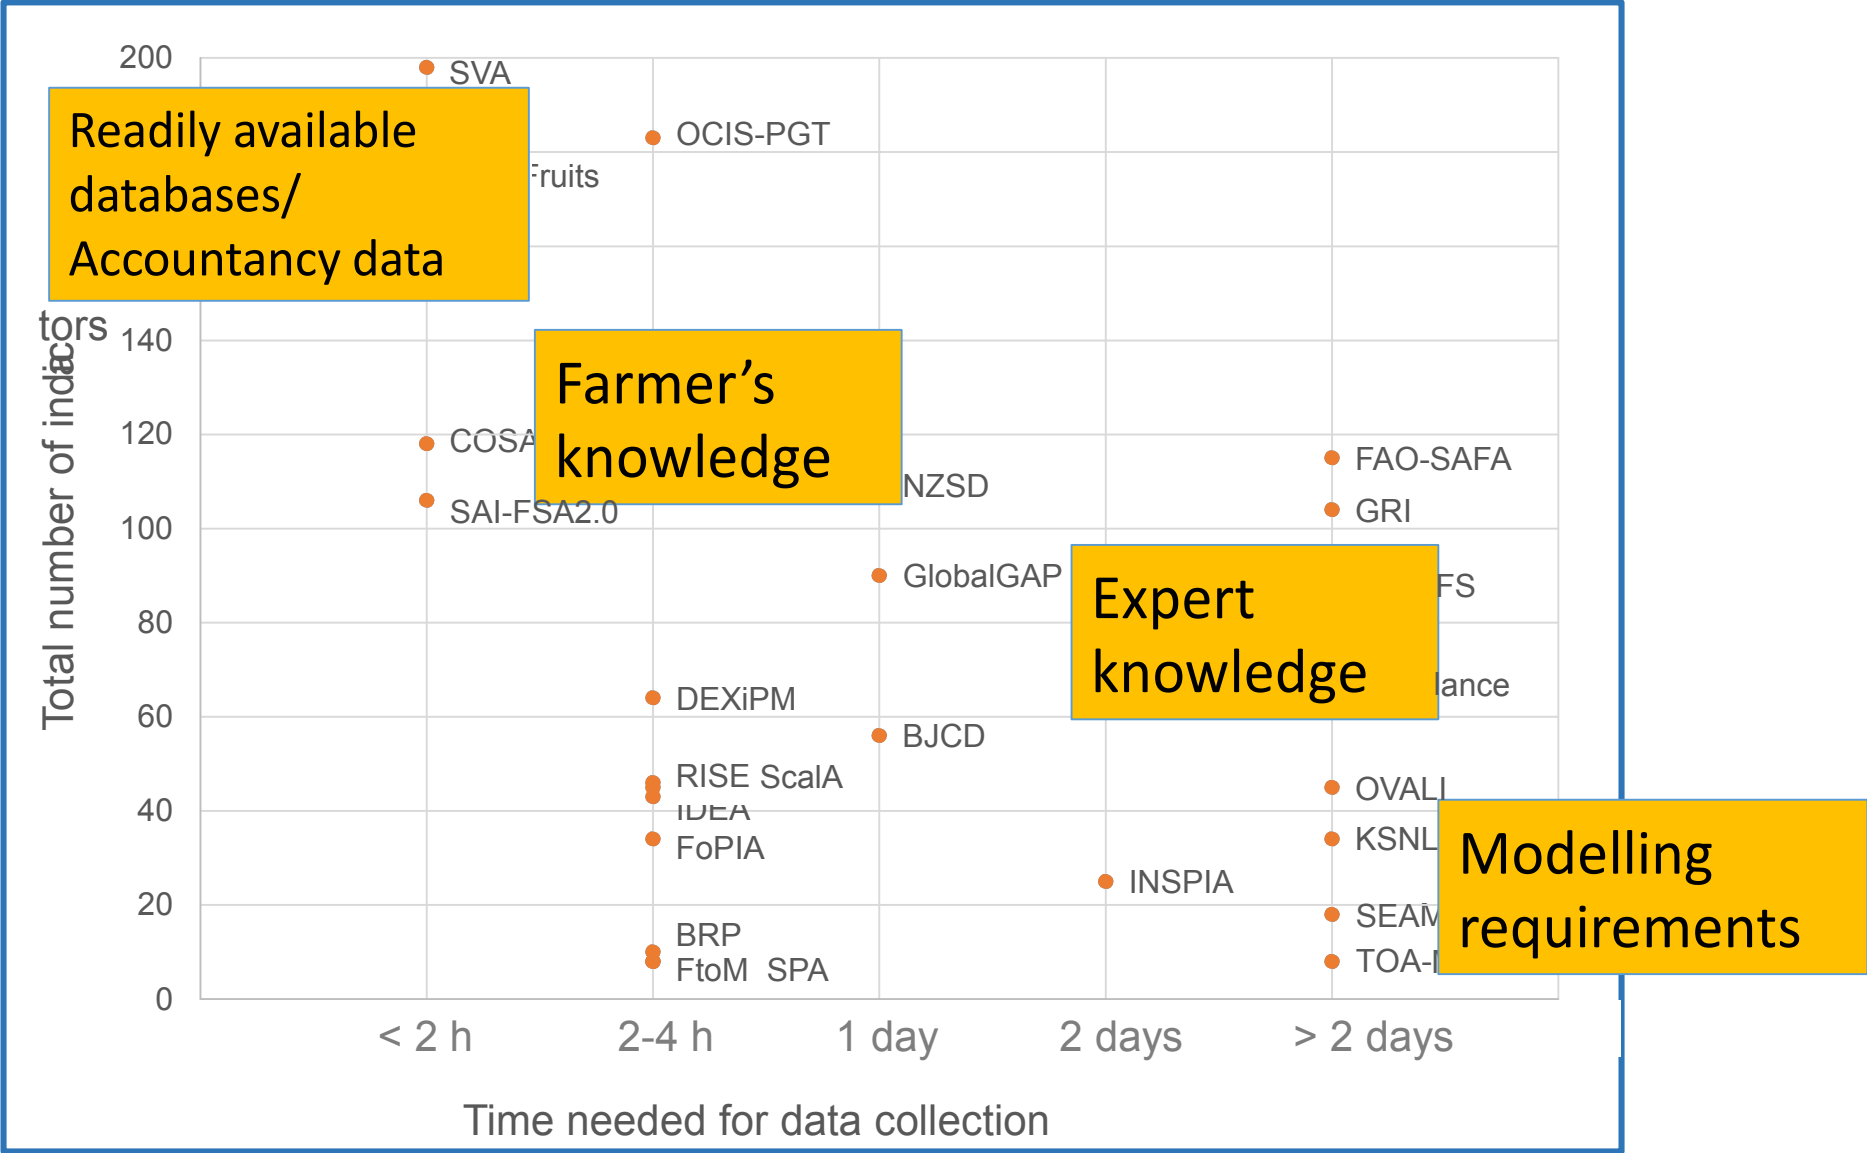 200
SVA
Readily available
databases/
Accountancy data
OCIS-PGT
Fruits
Total number of indicators
140
Farmer's
knowledge
120
COSA
FAO-SAFA
NZSD
SAI-FSA2.0
GRI
100
GlobalGAP
Expert
knowledge
FS
80
lance
DEXiPM
60
BJCD
RISE ScalA
OVALI
40
IDEA
FoPIA
KSNL
Modelling
requirements
INSPIA
20
SEAM
BRP
FtoM SPA
TOA-
0
< 2 h
2-4 h
1 day
2 days
> 2 days
Time needed for data collection